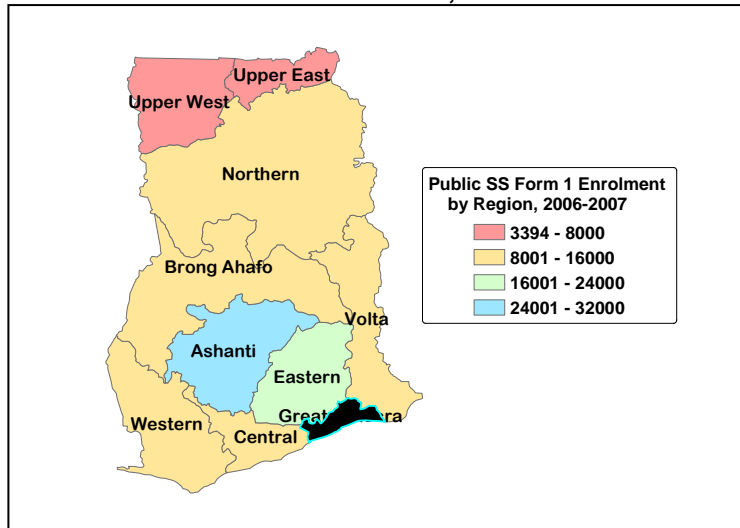 Upper East
Upper West
Northern
Public SS Form 1 Enrolment
by Region, 2006-2007
3394 - 8000
8001 - 16000
16001 - 24000
24001 - 32000
Brong Ahafo
Volta
Ashanti
Eastern
Western
Central